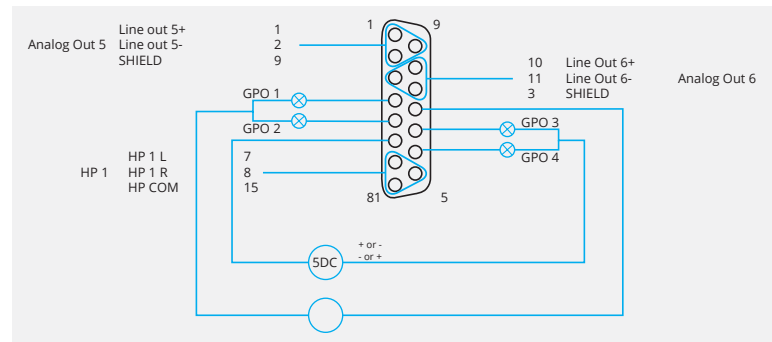 1 9
Line out 5+ 1
Analog Out 5 Line out 5- 2
SHIELD 9
10 Line Out 6+
11 Line Out 6- Analog Out 6
3 SHIELD
GPO 1
GPO 2
GPO 3
GPO 4
HP 1 L 7
HP 1 HP 1 R 8
HP COM 15
81 5
+ or -
- or +
5DC